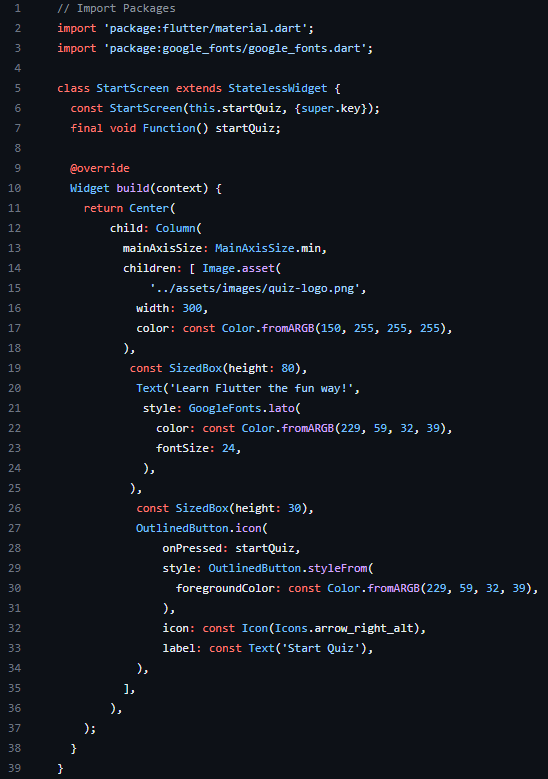 1 // Import Packages
2 import 'package:flutter/material.dart';
3 import 'package:google_fonts/google_fonts.dart';
4
5 class StartScreen extends StatelessWidget {
6   const StartScreen(this.startQuiz, {super.key});
7   final void Function() startQuiz;
8
9   @override
10   Widget build(context) {
11     return Center(
12         child: Column(
13           mainAxisSize: MainAxisSize.min,
14           children: [ Image.asset(
15               '../assets/images/quiz-logo.png',
16             width: 300,
17             color: const Color.fromARGB(150, 255, 255, 255),
18           ),
19            const SizedBox(height: 80),
20             Text('Learn Flutter the fun way!',
21              style: GoogleFonts.lato(
22                color: const Color.fromARGB(229, 59, 32, 39),
23                fontSize: 24,
24              ),
25            ),
26             const SizedBox(height: 30),
27             OutlinedButton.icon(
28                 onPressed: startQuiz,
29                 style: OutlinedButton.styleFrom(
30                   foregroundColor: const Color.fromARGB(229, 59, 32, 39),
31                 ),
32                 icon: const Icon(Icons.arrow_right_alt),
33                 label: const Text('Start Quiz'),
34             ),
35           ],
36         ),
37     );
38   }
39 }